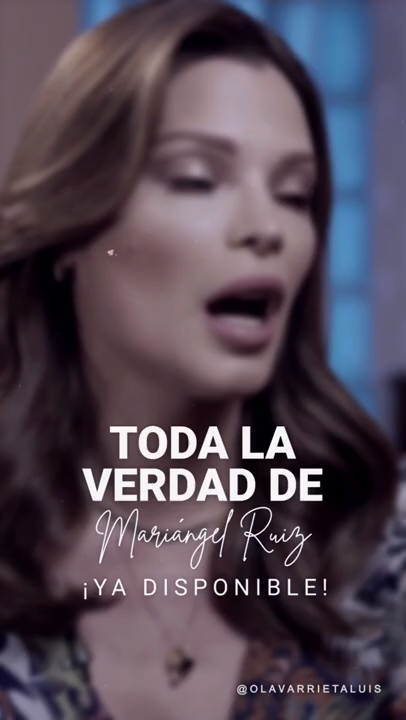 TODA LA
VERDAD DE
Mariángel Ruiz
¡YA DISPONIBLE!
@OLAVARRIETALUIS